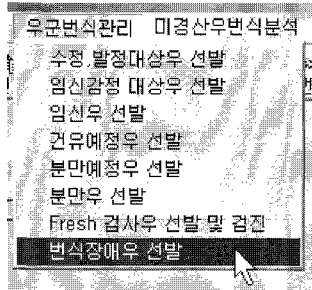 우군번식관리 미경산우번식분석
수정 발정대상우 선발
임신감정 대상우 선발
임신우 선발
건유예정우 선발
분만예정우 선발
분만우 선발
Fresh 검사우 선발 및 검진
번식장애우 선발